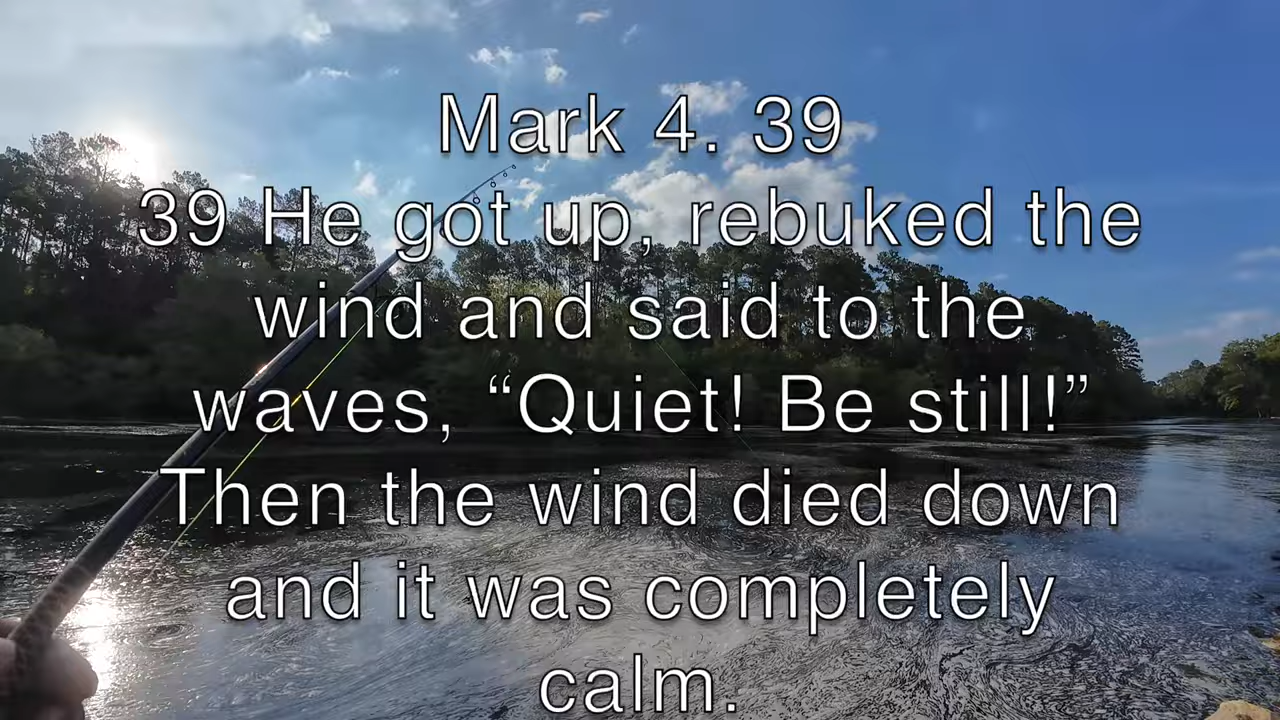 Mark 4. 39
39 He got up, rebuked the
wind and said to the
waves, “Quiet! Be still!”
Then the wind died down
and it was completely
calm.